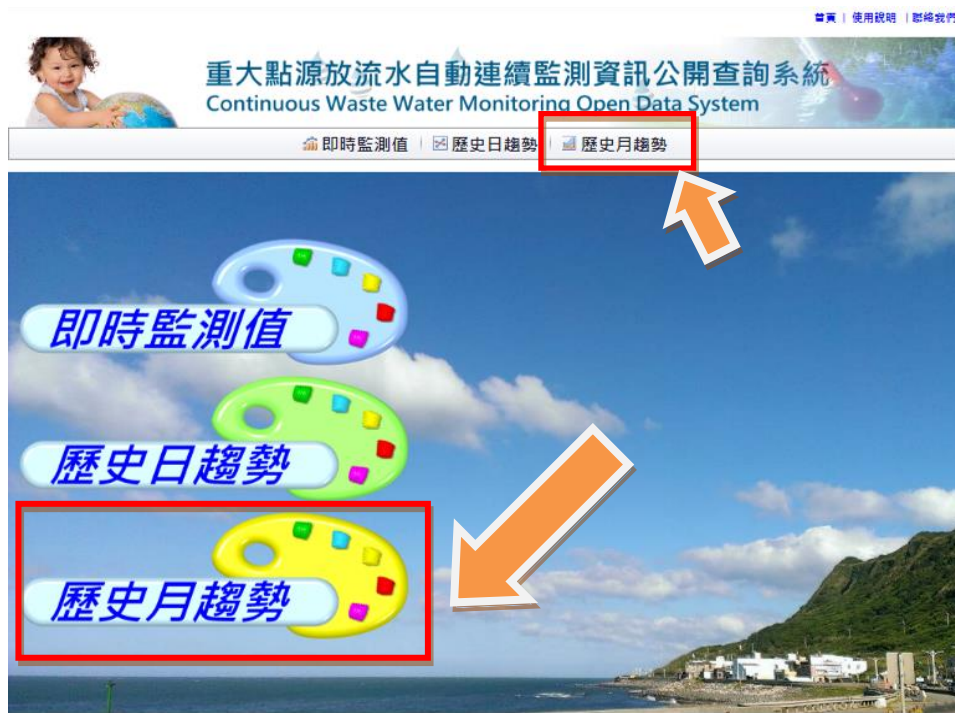 首頁 | 使用說明 | 聯絡我們
重大點源放流水自動連續監測資訊公開查詢系統
Continuous Waste Water Monitoring Open Data System
即時監測值 | 歷史日趨勢 | 歷史月趨勢
即時監測值
歷史日趨勢
歷史月趨勢